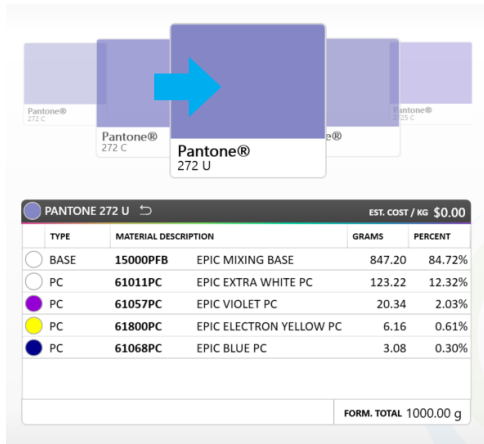 Pantone®
272 C
Pantone®
272 C
Pantone®
272 U
e®
antone®
25 C
PANTONE 272 U EST. COST / KG $0.00
TYPE MATERIAL DESCRIPTION GRAMS PERCENT
BASE 15000PFB EPIC MIXING BASE 847.20 84.72%
PC 61011PC EPIC EXTRA WHITE PC 123.22 12.32%
PC 61057PC EPIC VIOLET PC 20.34 2.03%
PC 61800PC EPIC ELECTRON YELLOW PC 6.16 0.61%
PC 61068PC EPIC BLUE PC 3.08 0.30%
FORM. TOTAL 1000.00 g